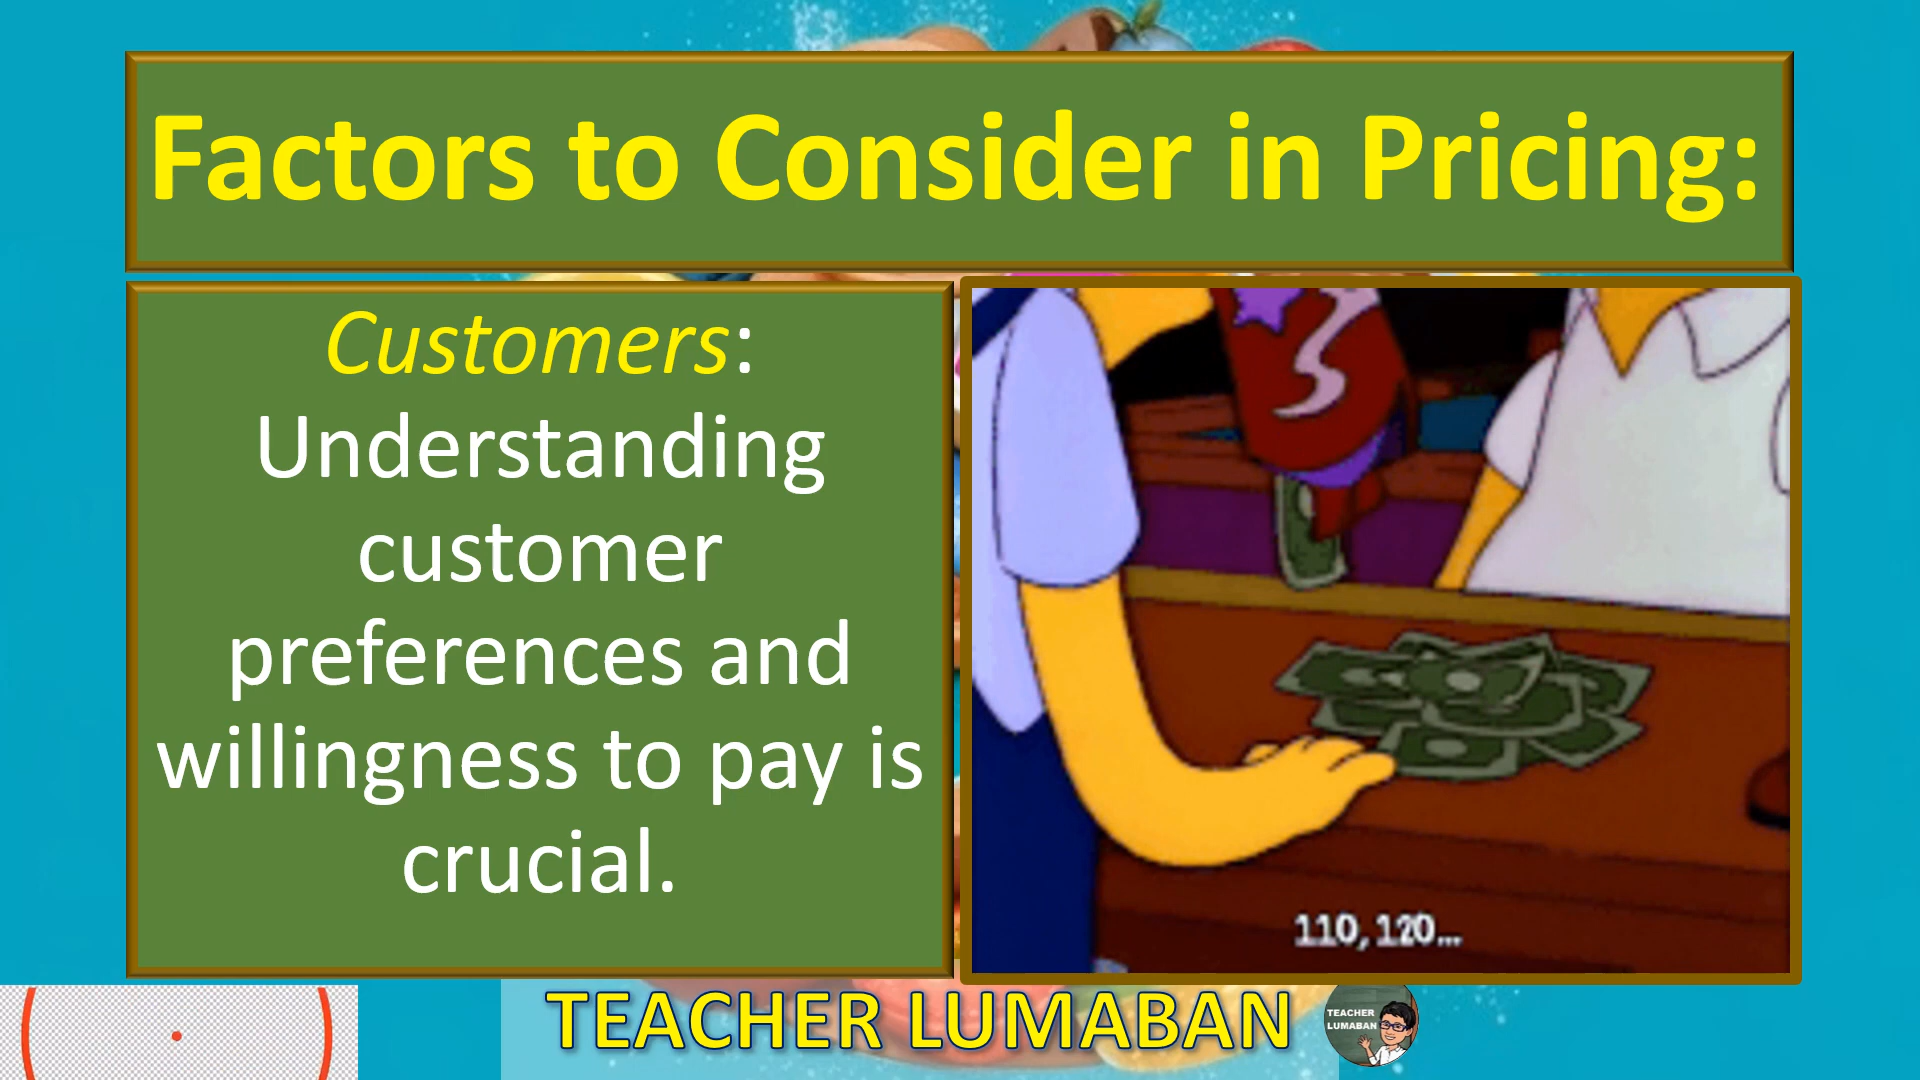 Factors to Consider in Pricing:
Customers:
Understanding
customer
preferences and
willingness to pay is
crucial.
110, 120...
TEACHER LUMABAN
TEACHER
LUMABAN